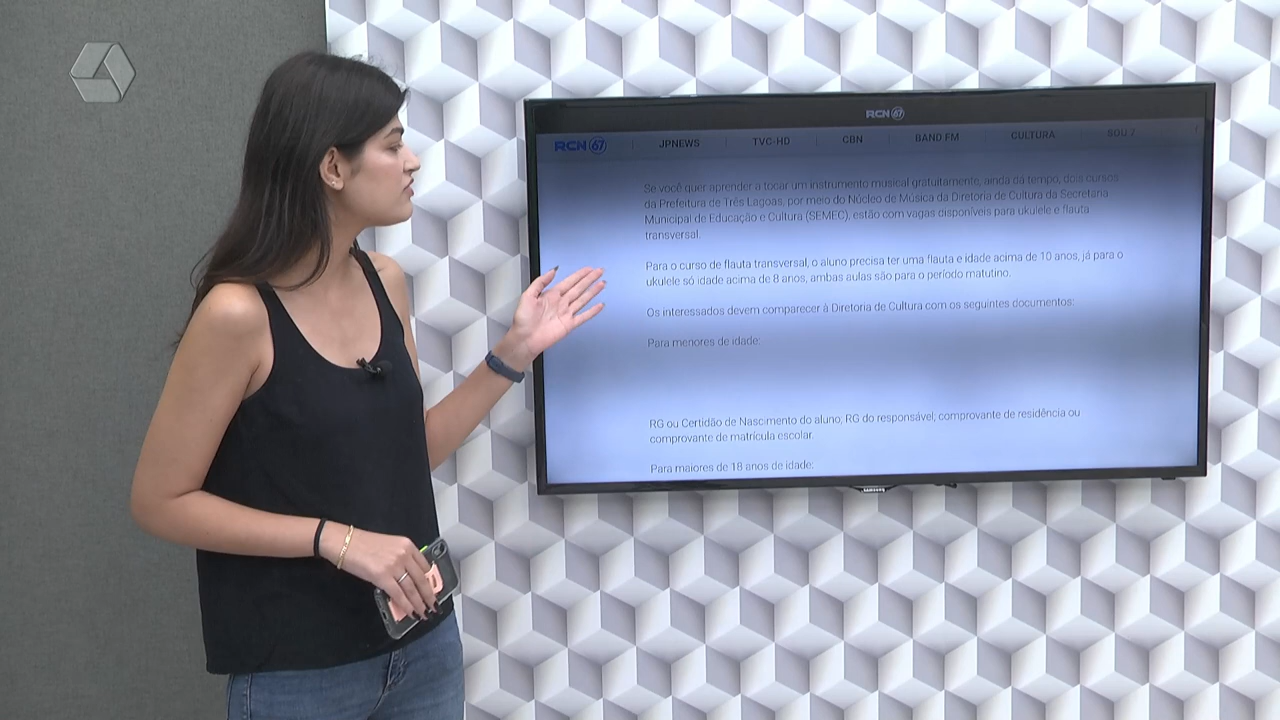 RCN 67
RCN 67
JPNEWS
TVC-HD
CBN
BAND FM
CULTURA
SOU
Se você quer aprender a tocar um instrumento musical gratuitamente, ainda dá tempo, dois cursos
da Prefeitura de Três Lagoas, por meio do Núcleo de Música da Diretoria de Cultura da Secretaria
Municipal de Educação e Cultura (SEMEC), estão com vagas disponíveis para ukulele e flauta
transversal.
Para o curso de flauta transversal, o aluno precisa ter uma flauta e idade acima de 10 anos, já para o
ukulele só idade acima de 8 anos, ambas aulas são para o período matutino.
Os interessados devem comparecer à Diretoria de Cultura com os seguintes documentos:
Para menores de idade:
RG ou Certidão de Nascimento do aluno; RG do responsável; comprovante de residência ou
comprovante de matrícula escolar.
Para maiores de 18 anos de idade:
SAMSUNG